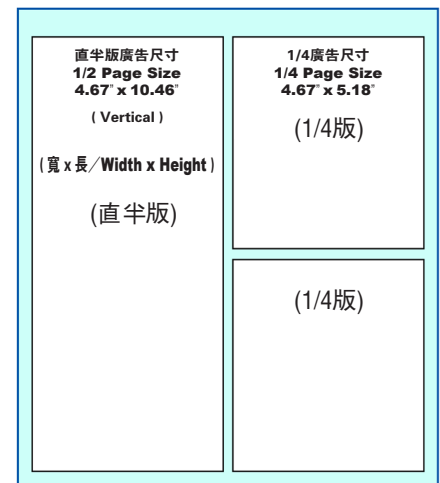 直半版廣告尺寸
1/2 Page Size
4.67" x 10.46"
( Vertical )
( 寬 x 長/Width x Height )
(直半版)
1/4廣告尺寸
1/4 Page Size
4.67" x 5.18"
(1/4版)
(1/4版)